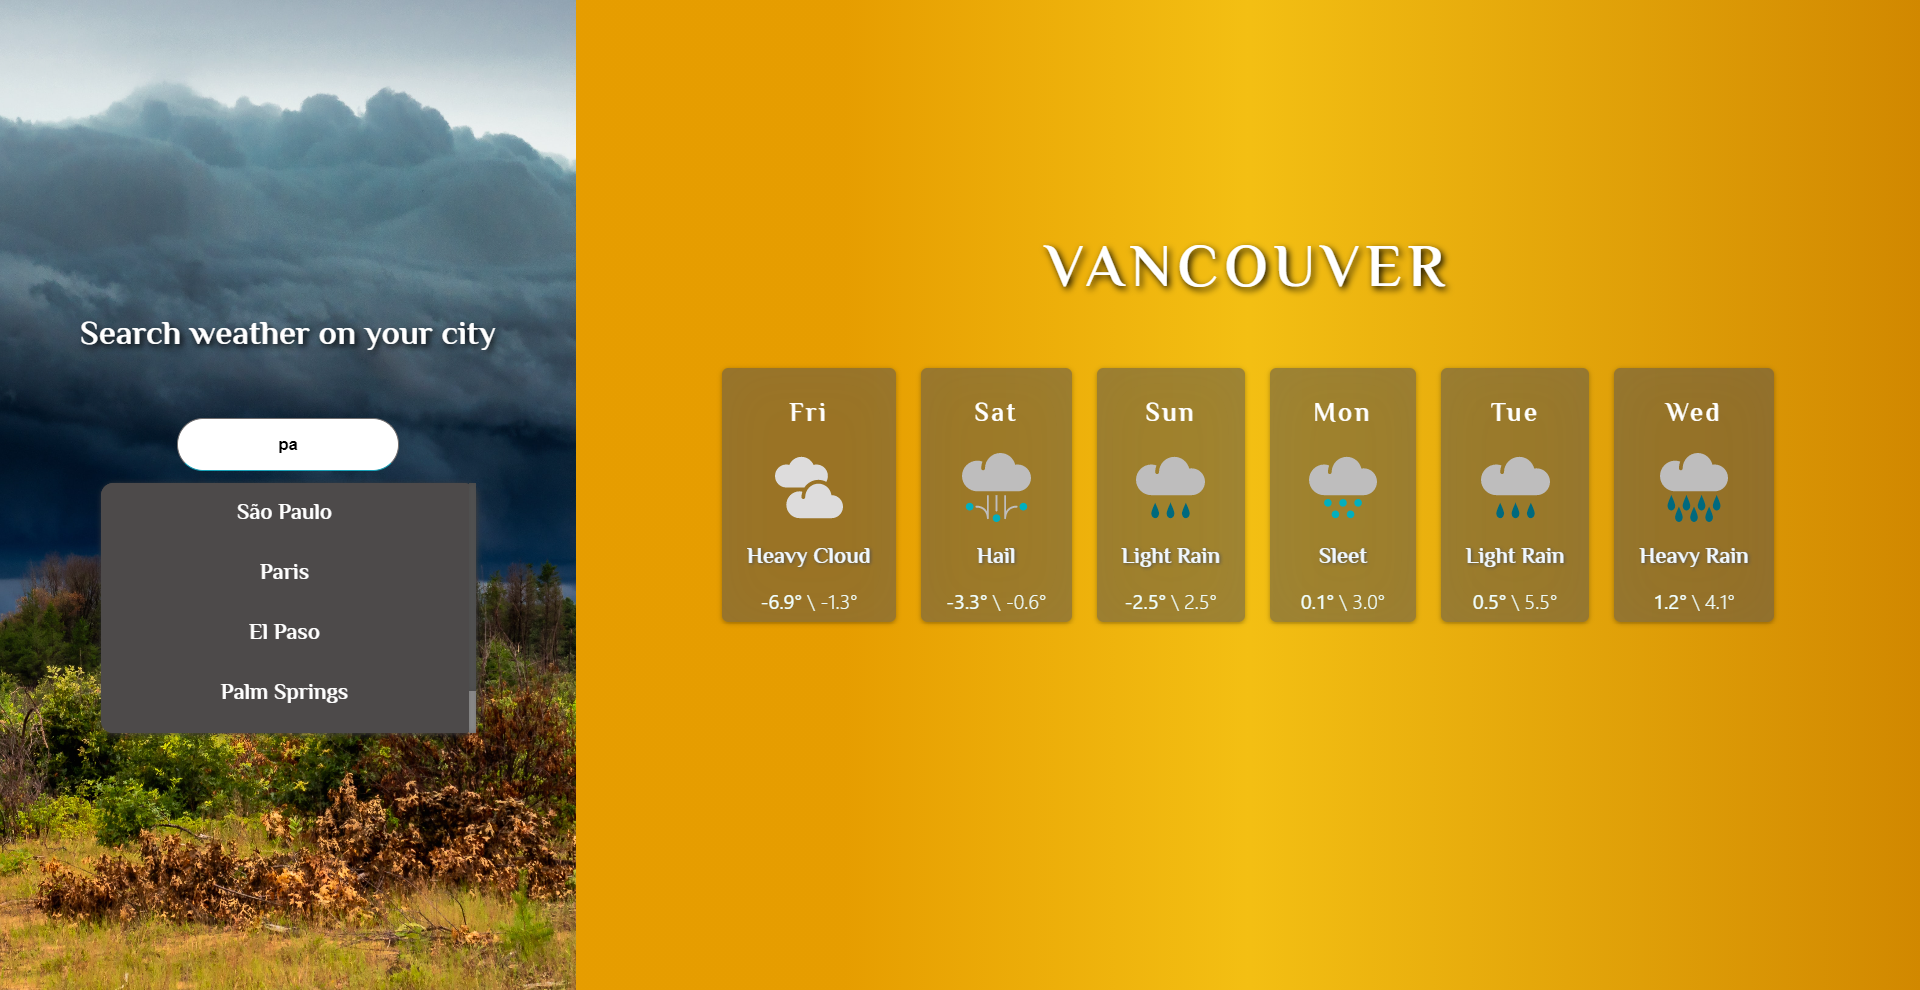 Search weather on your city
pa
São Paulo
Paris
El Paso
Palm Springs
VANCOUVER
Fri
Heavy Cloud
-6.9° \ -1.3°
Sat
Hail
-3.3° \ -0.6°
Sun
Light Rain
-2.5° \ 2.5°
Mon
Sleet
0.1° \ 3.0°
Tue
Light Rain
0.5° \ 5.5°
Wed
Heavy Rain
1.2° \ 4.1°